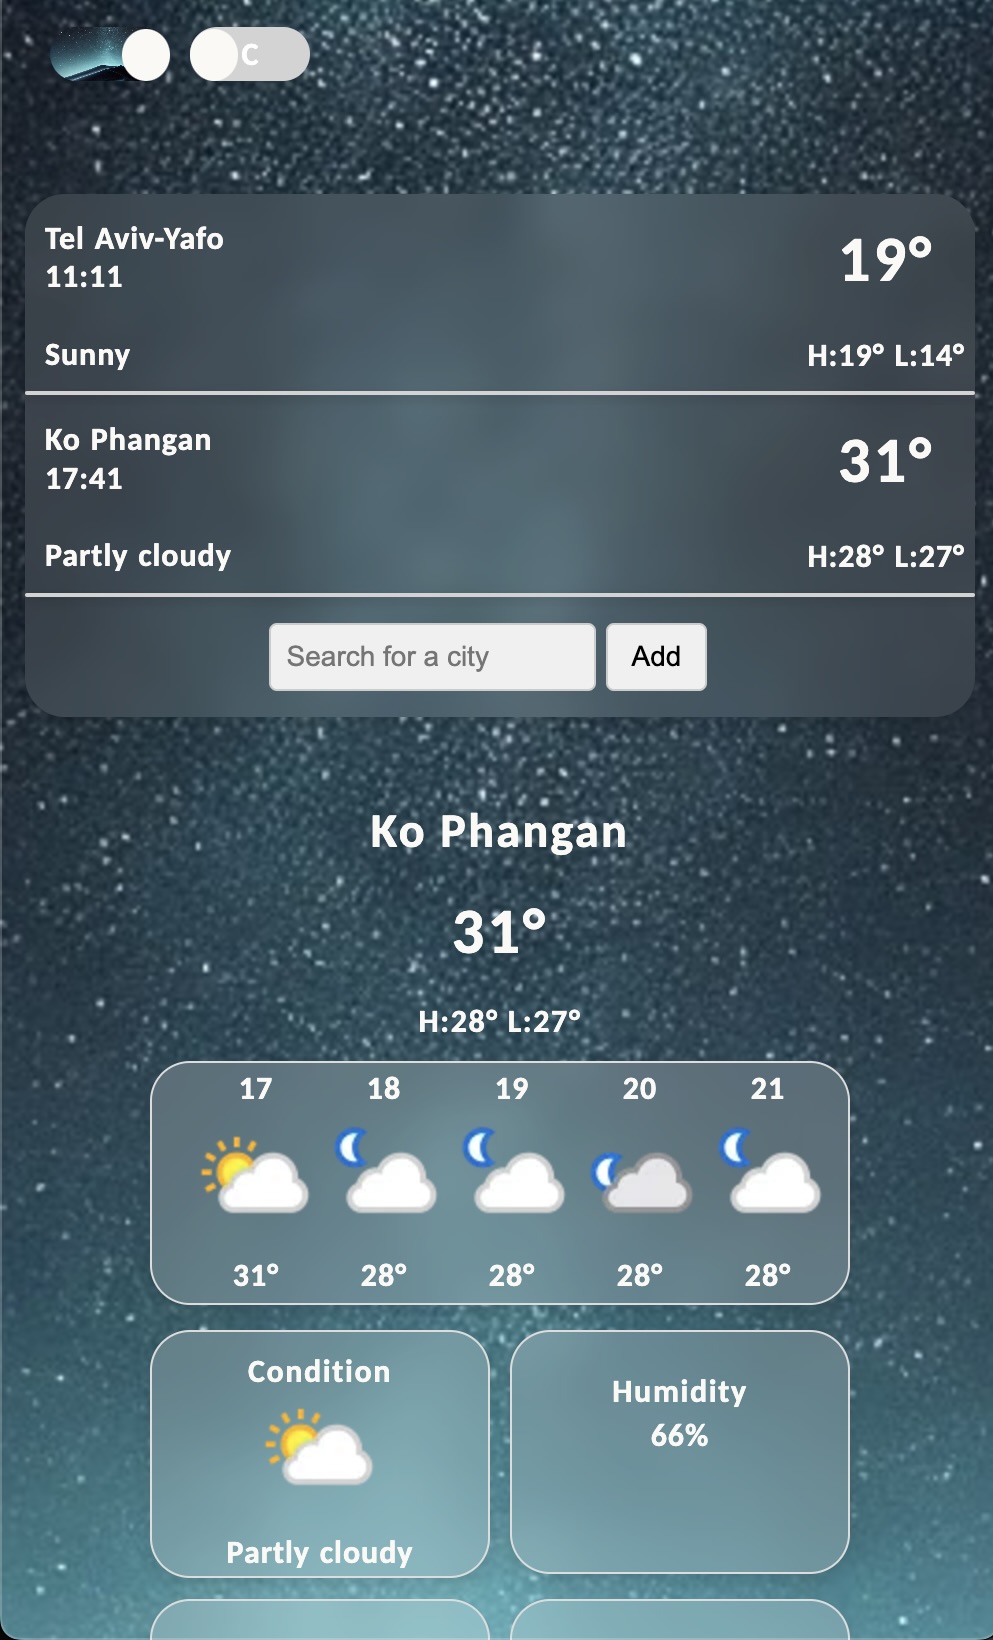 C
Tel Aviv-Yafo
11:11
19°
Sunny
H:19° L:14°
Ko Phangan
17:41
31°
Partly cloudy
H:28° L:27°
Search for a city
Add
Ko Phangan
31°
H:28° L:27°
17 18 19 20 21
31° 28° 28° 28° 28°
Condition
Partly cloudy
Humidity
66%